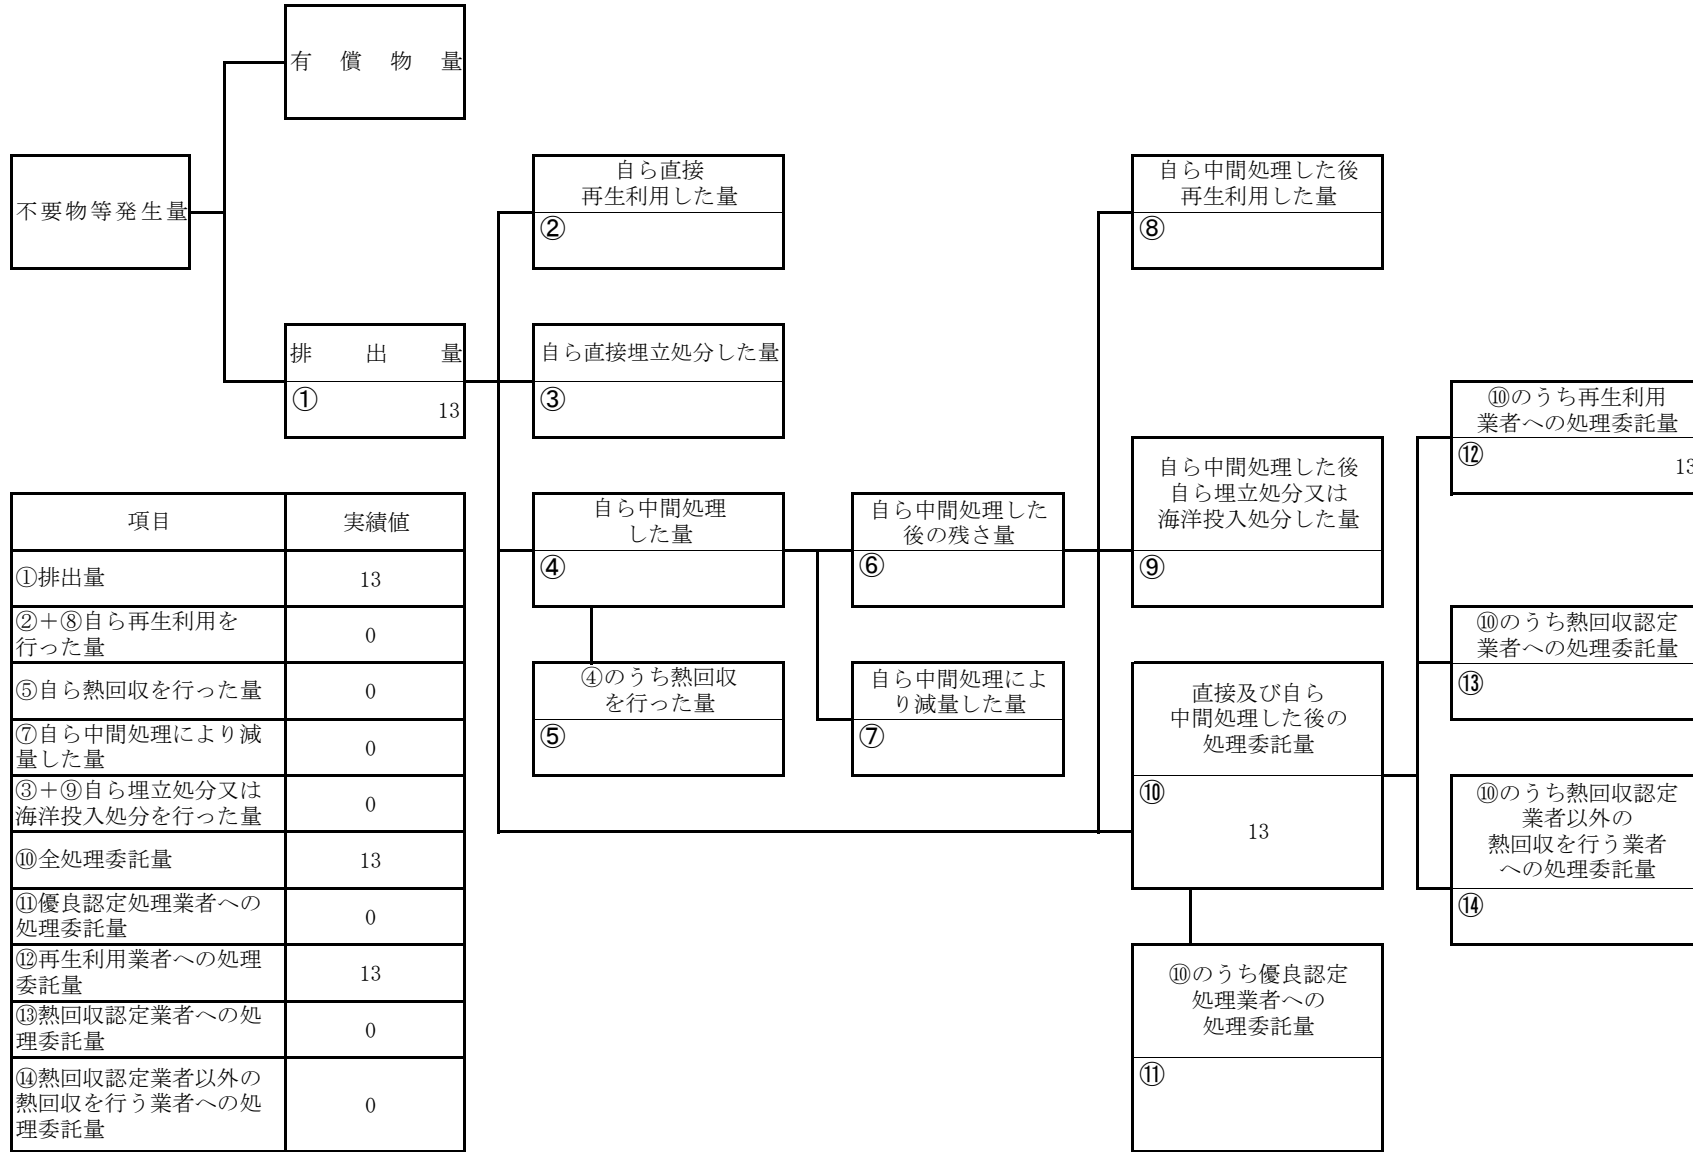 有償物量
不要物等発生量
自ら直接
再生利用した量
②
自ら中間処理した後
再生利用した量
⑧
排出量
①
13
自ら直接埋立処分した量
③
⑩のうち再生利用
業者への処理委託量
⑫
13
自ら中間処理
した量
④
自ら中間処理した
後の残さ量
⑥
自ら中間処理した後
自ら埋立処分又は
海洋投入処分した量
⑨
⑩のうち熱回収認定
業者への処理委託量
⑬
④のうち熱回収
を行った量
⑤
自ら中間処理によ
り減量した量
⑦
直接及び自ら
中間処理した後の
処理委託量
⑩
13
⑩のうち熱回収認定
業者以外の
熱回収を行う業者
への処理委託量
⑭
⑩のうち優良認定
処理業者への
処理委託量
⑪
項目 実績値
①排出量 13
②＋⑧自ら再生利用を
行った量 0
⑤自ら熱回収を行った量 0
⑦自ら中間処理により減
量した量 0
③＋⑨自ら埋立処分又は
海洋投入処分を行った量 0
⑩全処理委託量 13
⑪優良認定処理業者への
処理委託量 0
⑫再生利用業者への処理
委託量 13
⑬熱回収認定業者への処
理委託量 0
⑭熱回収認定業者以外の
熱回収を行う業者への処 0
理委託量